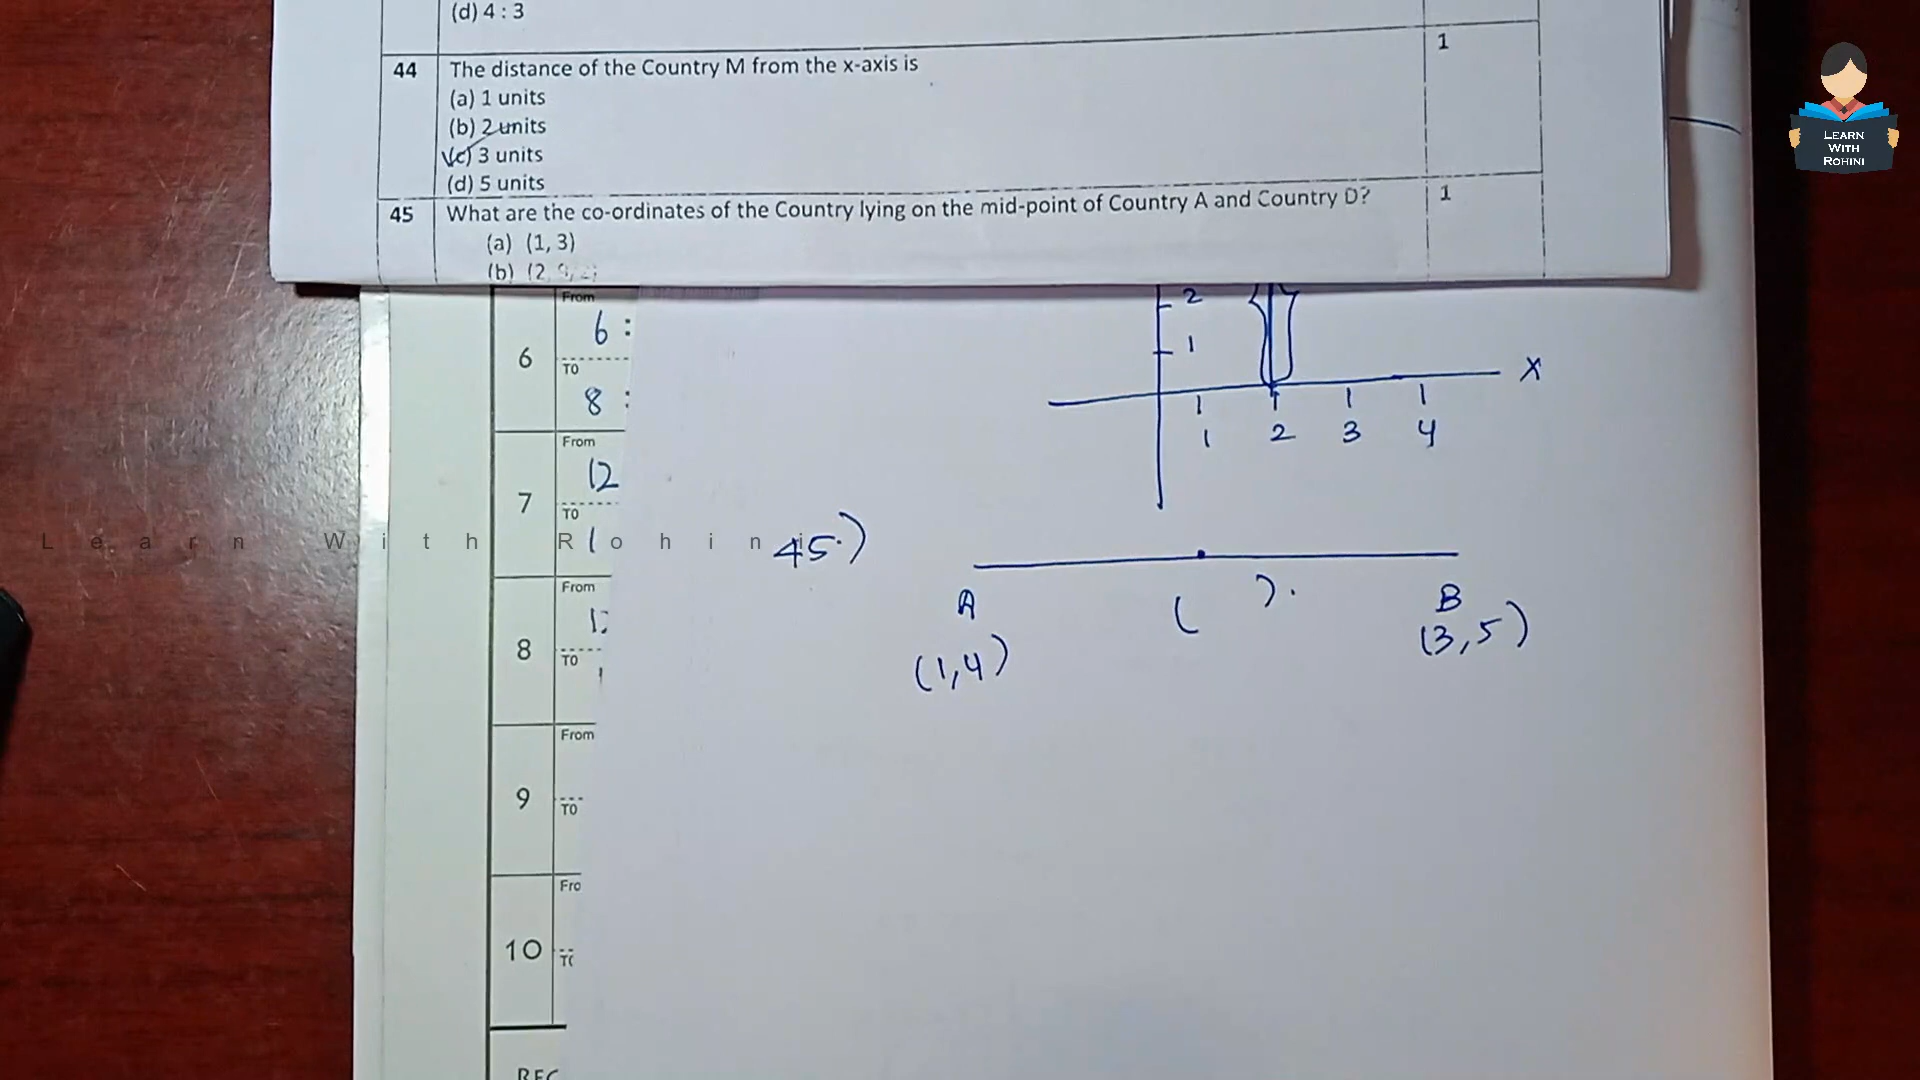 (d) 4 : 3
44 The distance of the Country M from the x-axis is 1
(a) 1 units
(b) 2 units
(c) 3 units
(d) 5 units
45 What are the co-ordinates of the Country lying on the mid-point of Country A and Country D? 1
(a) (1, 3)
(b) (2
LEARN
WITH
ROHINI
2
1
X
1 2 3 4
6 From 6 :
TO 8 :
7 From 12
TO 1
Learn With Rohini
45.)
A ( ). B
(1,4) (3,5)
8 From
TO
9 From
TO
10 Fro
REC